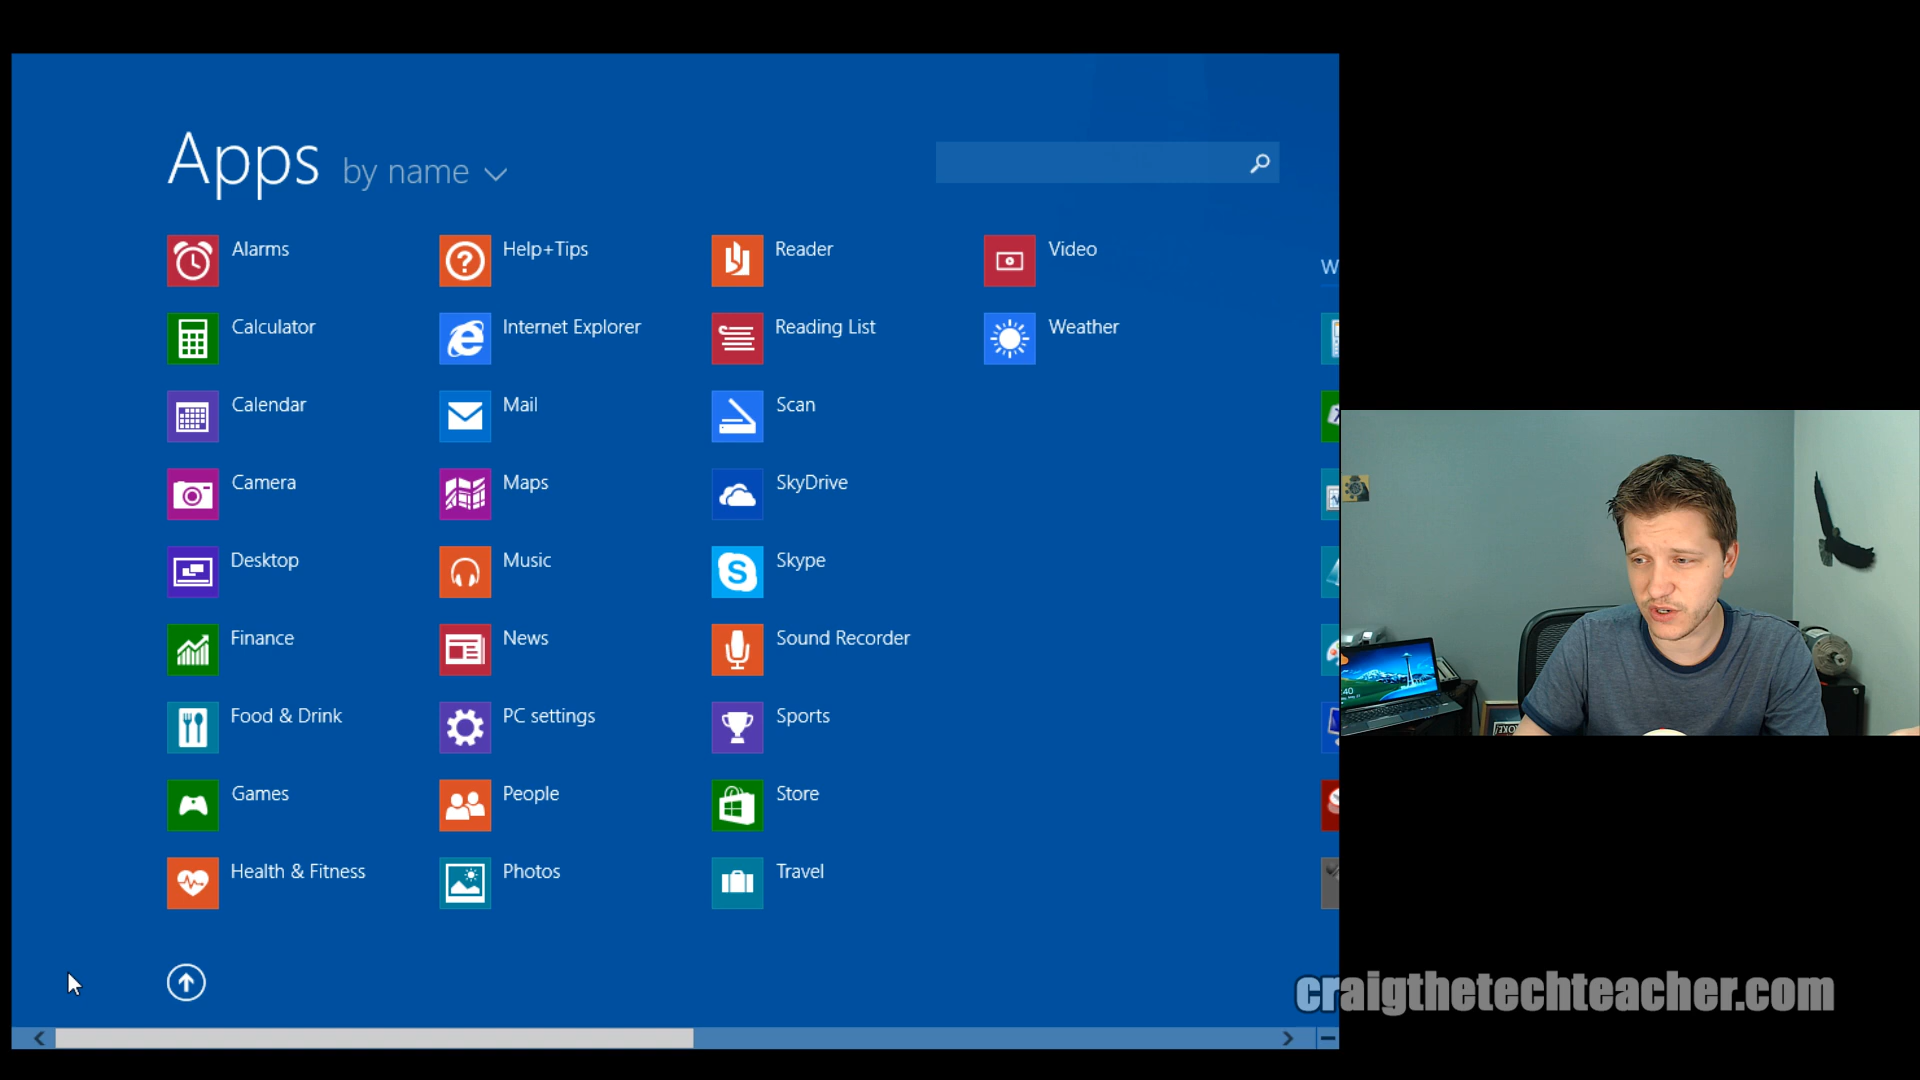 Apps by name
Alarms
Calculator
Calendar
Camera
Desktop
Finance
Food & Drink
Games
Health & Fitness
Help+Tips
Internet Explorer
Mail
Maps
Music
News
PC settings
People
Photos
Reader
Reading List
Scan
SkyDrive
Skype
Sound Recorder
Sports
Store
Travel
Video
Weather
W
craigthetechteacher.com